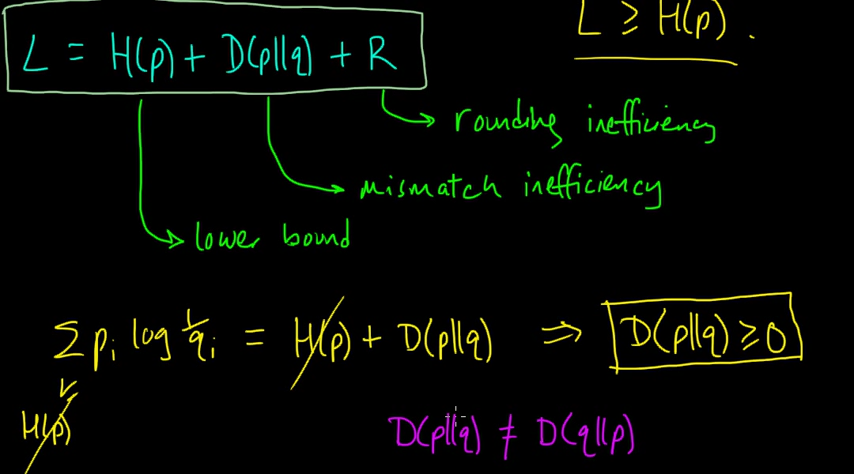 L ≥ H(p).
L = H(p) + D(p||q) + R
rounding inefficiency
mismatch inefficiency
lower bound
∑ pᵢ log 1/qᵢ = H(p) + D(p||q) ⇒ D(p||q) ≥ 0
≥
H(p)
D(p||q) ≠ D(q||p)